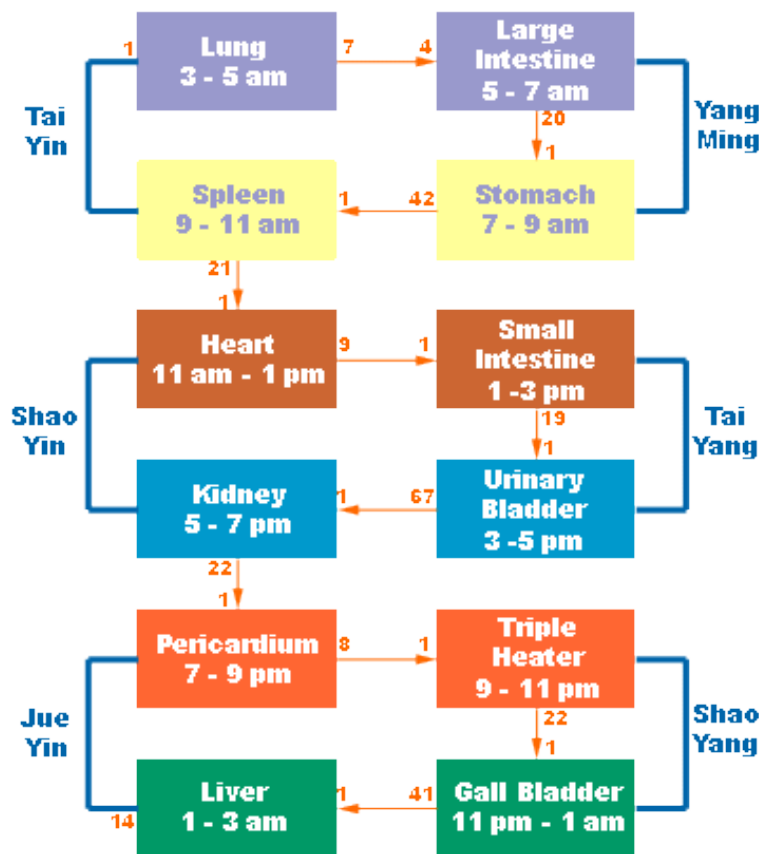 1
Lung
3 - 5 am
7
4
Large
Intestine
5 - 7 am
Tai
Yin
Yang
Ming
20
1
Spleen
9 - 11 am
1
42
Stomach
7 - 9 am
21
1
Heart
11 am - 1 pm
9
1
Small
Intestine
1 -3 pm
Shao
Yin
Tai
Yang
19
1
Kidney
5 - 7 pm
1
67
Urinary
Bladder
3 -5 pm
22
1
Pericardium
7 - 9 pm
8
1
Triple
Heater
9 - 11 pm
Jue
Yin
Shao
Yang
22
1
Liver
1 - 3 am
1
41
Gall Bladder
11 pm - 1 am
14